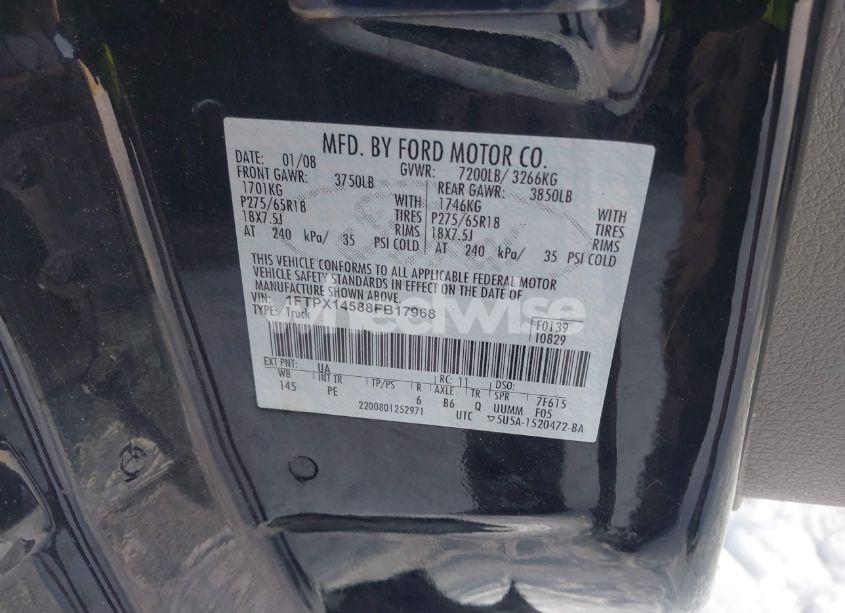 MFD. BY FORD MOTOR CO.
DATE: 01/08 GVWR: 7200LB/ 3266KG
FRONT GAWR: 3750LB REAR GAWR: 3850LB
1701KG WITH 1746KG WITH
P275/65R18 TIRES P275/65R18 TIRES
18X7.5J RIMS 18X7.5J RIMS
AT 240 kPa/ 35 PSI COLD AT 240 kPa/ 35 PSI COLD
THIS VEHICLE CONFORMS TO ALL APPLICABLE FEDERAL MOTOR
VEHICLE SAFETY STANDARDS IN EFFECT ON THE DATE OF
MANUFACTURE SHOWN ABOVE.
VIN: 1FTPX14588FB17968
TYPE: Truck
F0139
T0829
EXT PNT: UA RC: 11 DSO:
WB INT TR TP/PS R AXLE TR SPR 7F615
145 PE 6 B6 Q UUMM F05
2200801252971 UTC ▽5U5A-1520472-BA
wheelwise